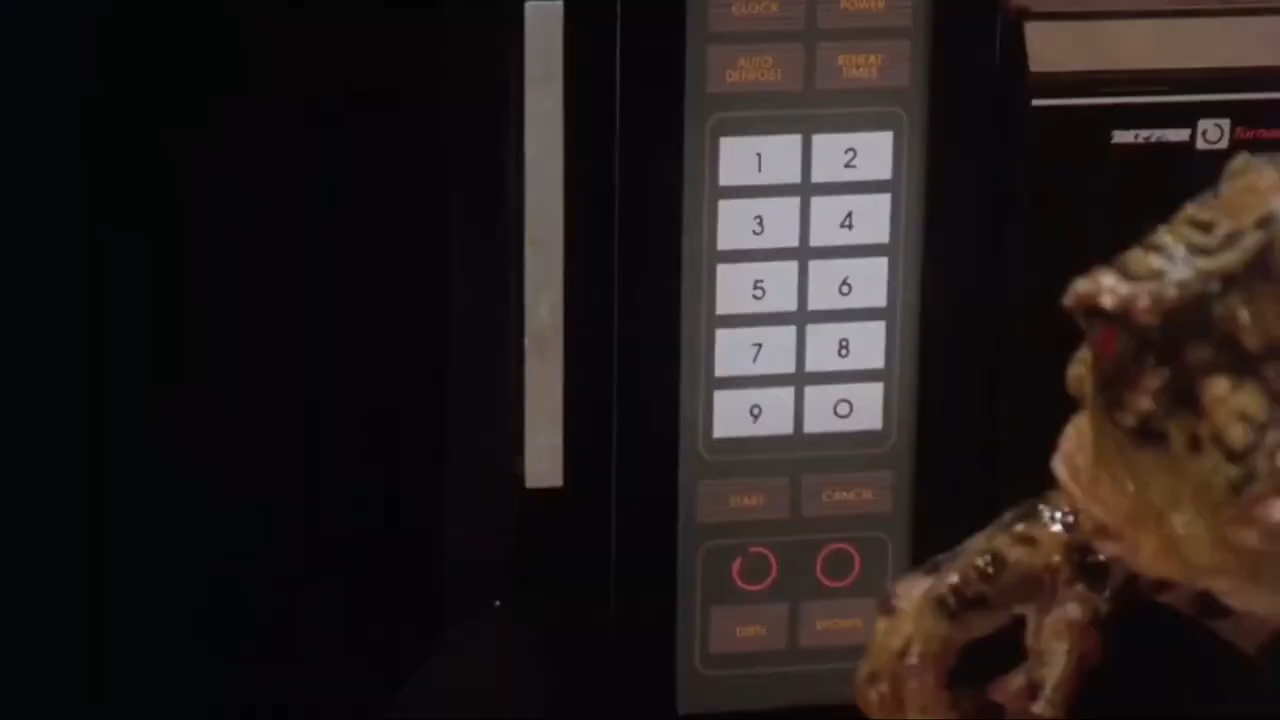 CLOCK
POWER
AUTO
DEFROST
REHEAT
TIMES
1
2
3
4
5
6
7
8
9
0
START
CANCEL